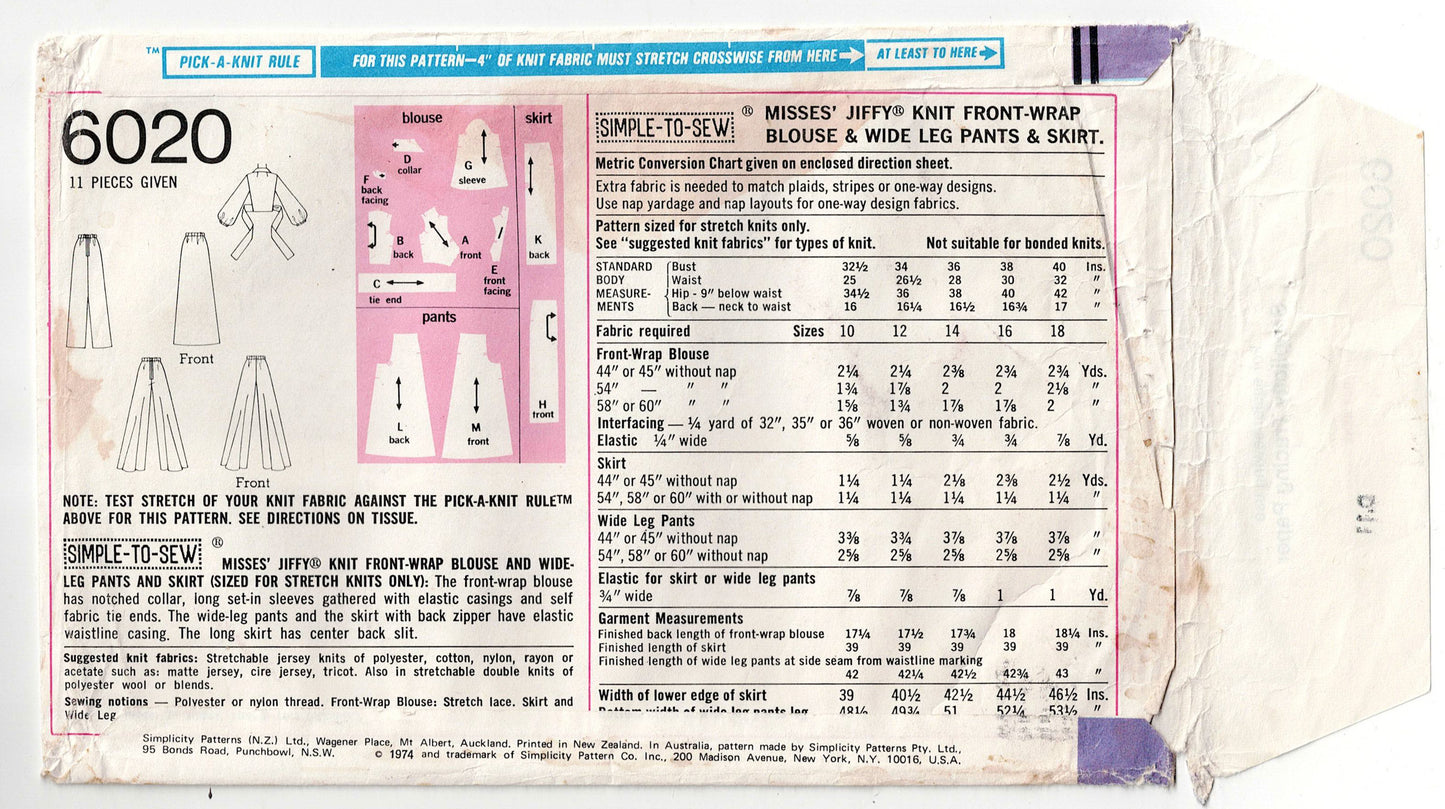 ™ PICK-A-KNIT RULE FOR THIS PATTERN—4" OF KNIT FABRIC MUST STRETCH CROSSWISE FROM HERE→ AT LEAST TO HERE→
6020
11 PIECES GIVEN
Front
Front
blouse
skirt
D
collar
G
sleeve
F
back
facing
B
back
A
front
E
front
facing
K
back
C
tie end
pants
H
front
L
back
M
front
NOTE: TEST STRETCH OF YOUR KNIT FABRIC AGAINST THE PICK-A-KNIT RULE™
ABOVE FOR THIS PATTERN. SEE DIRECTIONS ON TISSUE.
SIMPLE-TO-SEW ® MISSES' JIFFY® KNIT FRONT-WRAP BLOUSE AND WIDE-
LEG PANTS AND SKIRT (SIZED FOR STRETCH KNITS ONLY): The front-wrap blouse
has notched collar, long set-in sleeves gathered with elastic casings and self
fabric tie ends. The wide-leg pants and the skirt with back zipper have elastic
waistline casing. The long skirt has center back slit.
Suggested knit fabrics: Stretchable jersey knits of polyester, cotton, nylon, rayon or
acetate such as: matte jersey, cire jersey, tricot. Also in stretchable double knits of
polyester wool or blends.
Sewing notions — Polyester or nylon thread. Front-Wrap Blouse: Stretch lace. Skirt and
Wide Leg
SIMPLE-TO-SEW ® MISSES' JIFFY® KNIT FRONT-WRAP
BLOUSE & WIDE LEG PANTS & SKIRT.
Metric Conversion Chart given on enclosed direction sheet.
Extra fabric is needed to match plaids, stripes or one-way designs.
Use nap yardage and nap layouts for one-way design fabrics.
Pattern sized for stretch knits only.
See "suggested knit fabrics" for types of knit. Not suitable for bonded knits.
STANDARD Bust 32½ 34 36 38 40 Ins.
BODY Waist 25 26½ 28 30 32 "
MEASURE- Hip - 9" below waist 34½ 36 38 40 42 "
MENTS Back — neck to waist 16 16¼ 16½ 16¾ 17 "
Fabric required Sizes 10 12 14 16 18
Front-Wrap Blouse
44" or 45" without nap 2¼ 2¼ 2⅜ 2¾ 2¾ Yds.
54" — " " 1¾ 1⅞ 2 2 2⅛ "
58" or 60" " " 1⅝ 1¾ 1⅞ 1⅞ 2 "
Interfacing — ¼ yard of 32", 35" or 36" woven or non-woven fabric.
Elastic ¼" wide ⅝ ⅝ ¾ ¾ ⅞ Yd.
Skirt
44" or 45" without nap 1¼ 1¼ 2⅛ 2⅜ 2½ Yds.
54", 58" or 60" with or without nap 1¼ 1¼ 1¼ 1¼ 1¼ "
Wide Leg Pants
44" or 45" without nap 3⅜ 3¾ 3⅞ 3⅞ 3⅞ "
54", 58" or 60" without nap 2⅝ 2⅝ 2⅝ 2⅝ 2⅝ "
Elastic for skirt or wide leg pants
¾" wide ⅞ ⅞ ⅞ 1 1 Yd.
Garment Measurements
Finished back length of front-wrap blouse 17¼ 17½ 17¾ 18 18¼ Ins.
Finished length of skirt 39 39 39 39 39 "
Finished length of wide leg pants at side seam from waistline marking
42 42¼ 42½ 42¾ 43 "
Width of lower edge of skirt 39 40½ 42½ 44½ 46½ Ins.
Bottom width of wide leg pants leg 48½ 49¾ 51 52¼ 53½ "
Simplicity Patterns (N.Z.) Ltd., Wagener Place, Mt Albert, Auckland. Printed in New Zealand. In Australia, pattern made by Simplicity Patterns Pty. Ltd.,
95 Bonds Road, Punchbowl, N.S.W. © 1974 and trademark of Simplicity Pattern Co. Inc., 200 Madison Avenue, New York, N.Y. 10016, U.S.A.